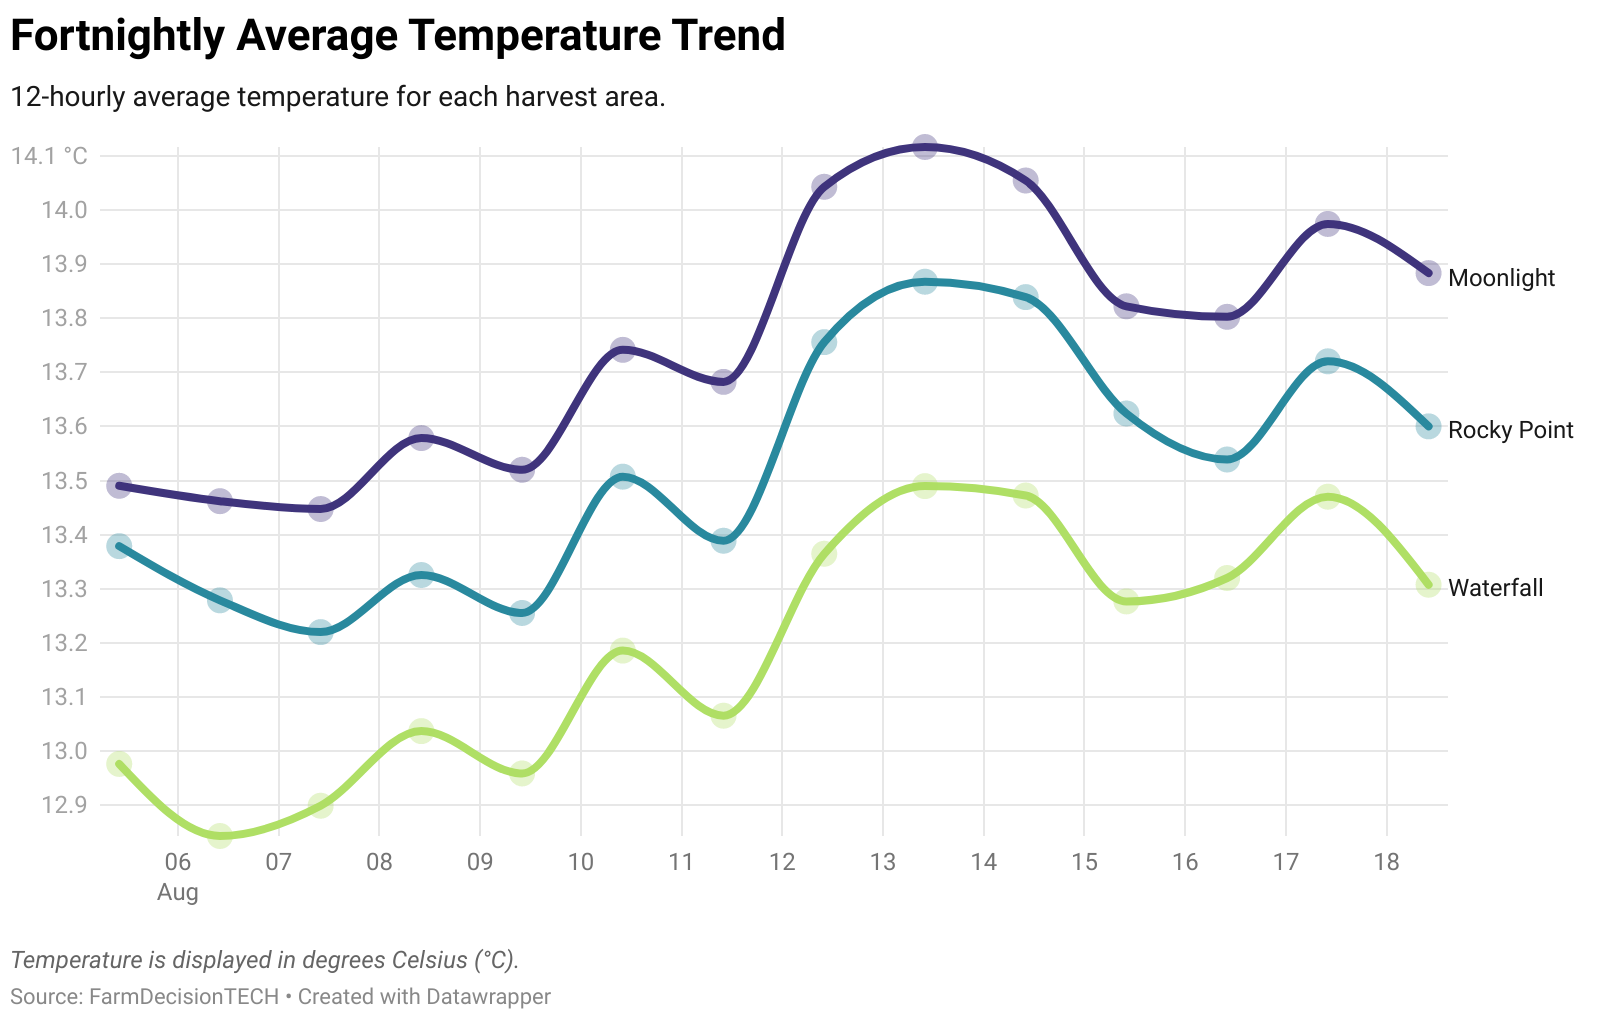 Fortnightly Average Temperature Trend
12-hourly average temperature for each harvest area.
14.1 °C
14.0
13.9
13.8
13.7
13.6
13.5
13.4
13.3
13.2
13.1
13.0
12.9
Moonlight
Rocky Point
Waterfall
06 07 08 09 10 11 12 13 14 15 16 17 18
Aug
Temperature is displayed in degrees Celsius (°C).
Source: FarmDecisionTECH • Created with Datawrapper